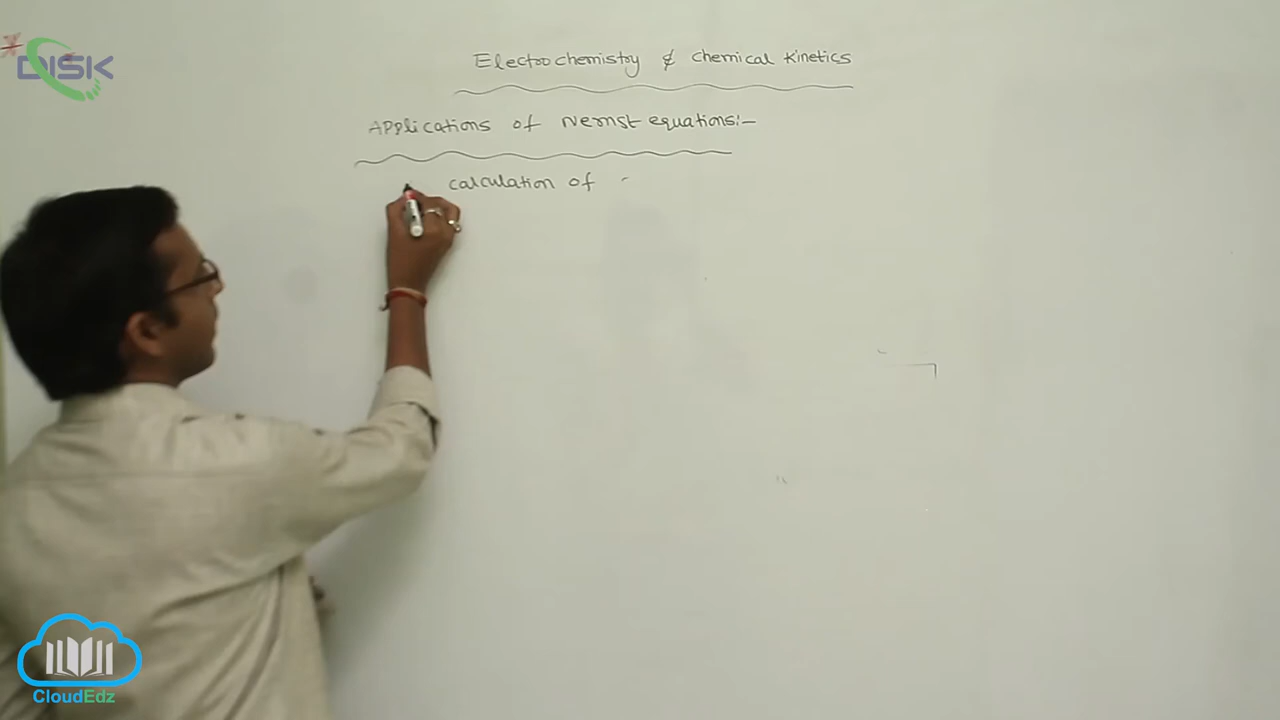 DISK
Electrochemistry & chemical Kinetics
Applications of Nernst equations:-
calculation of
CloudEdz